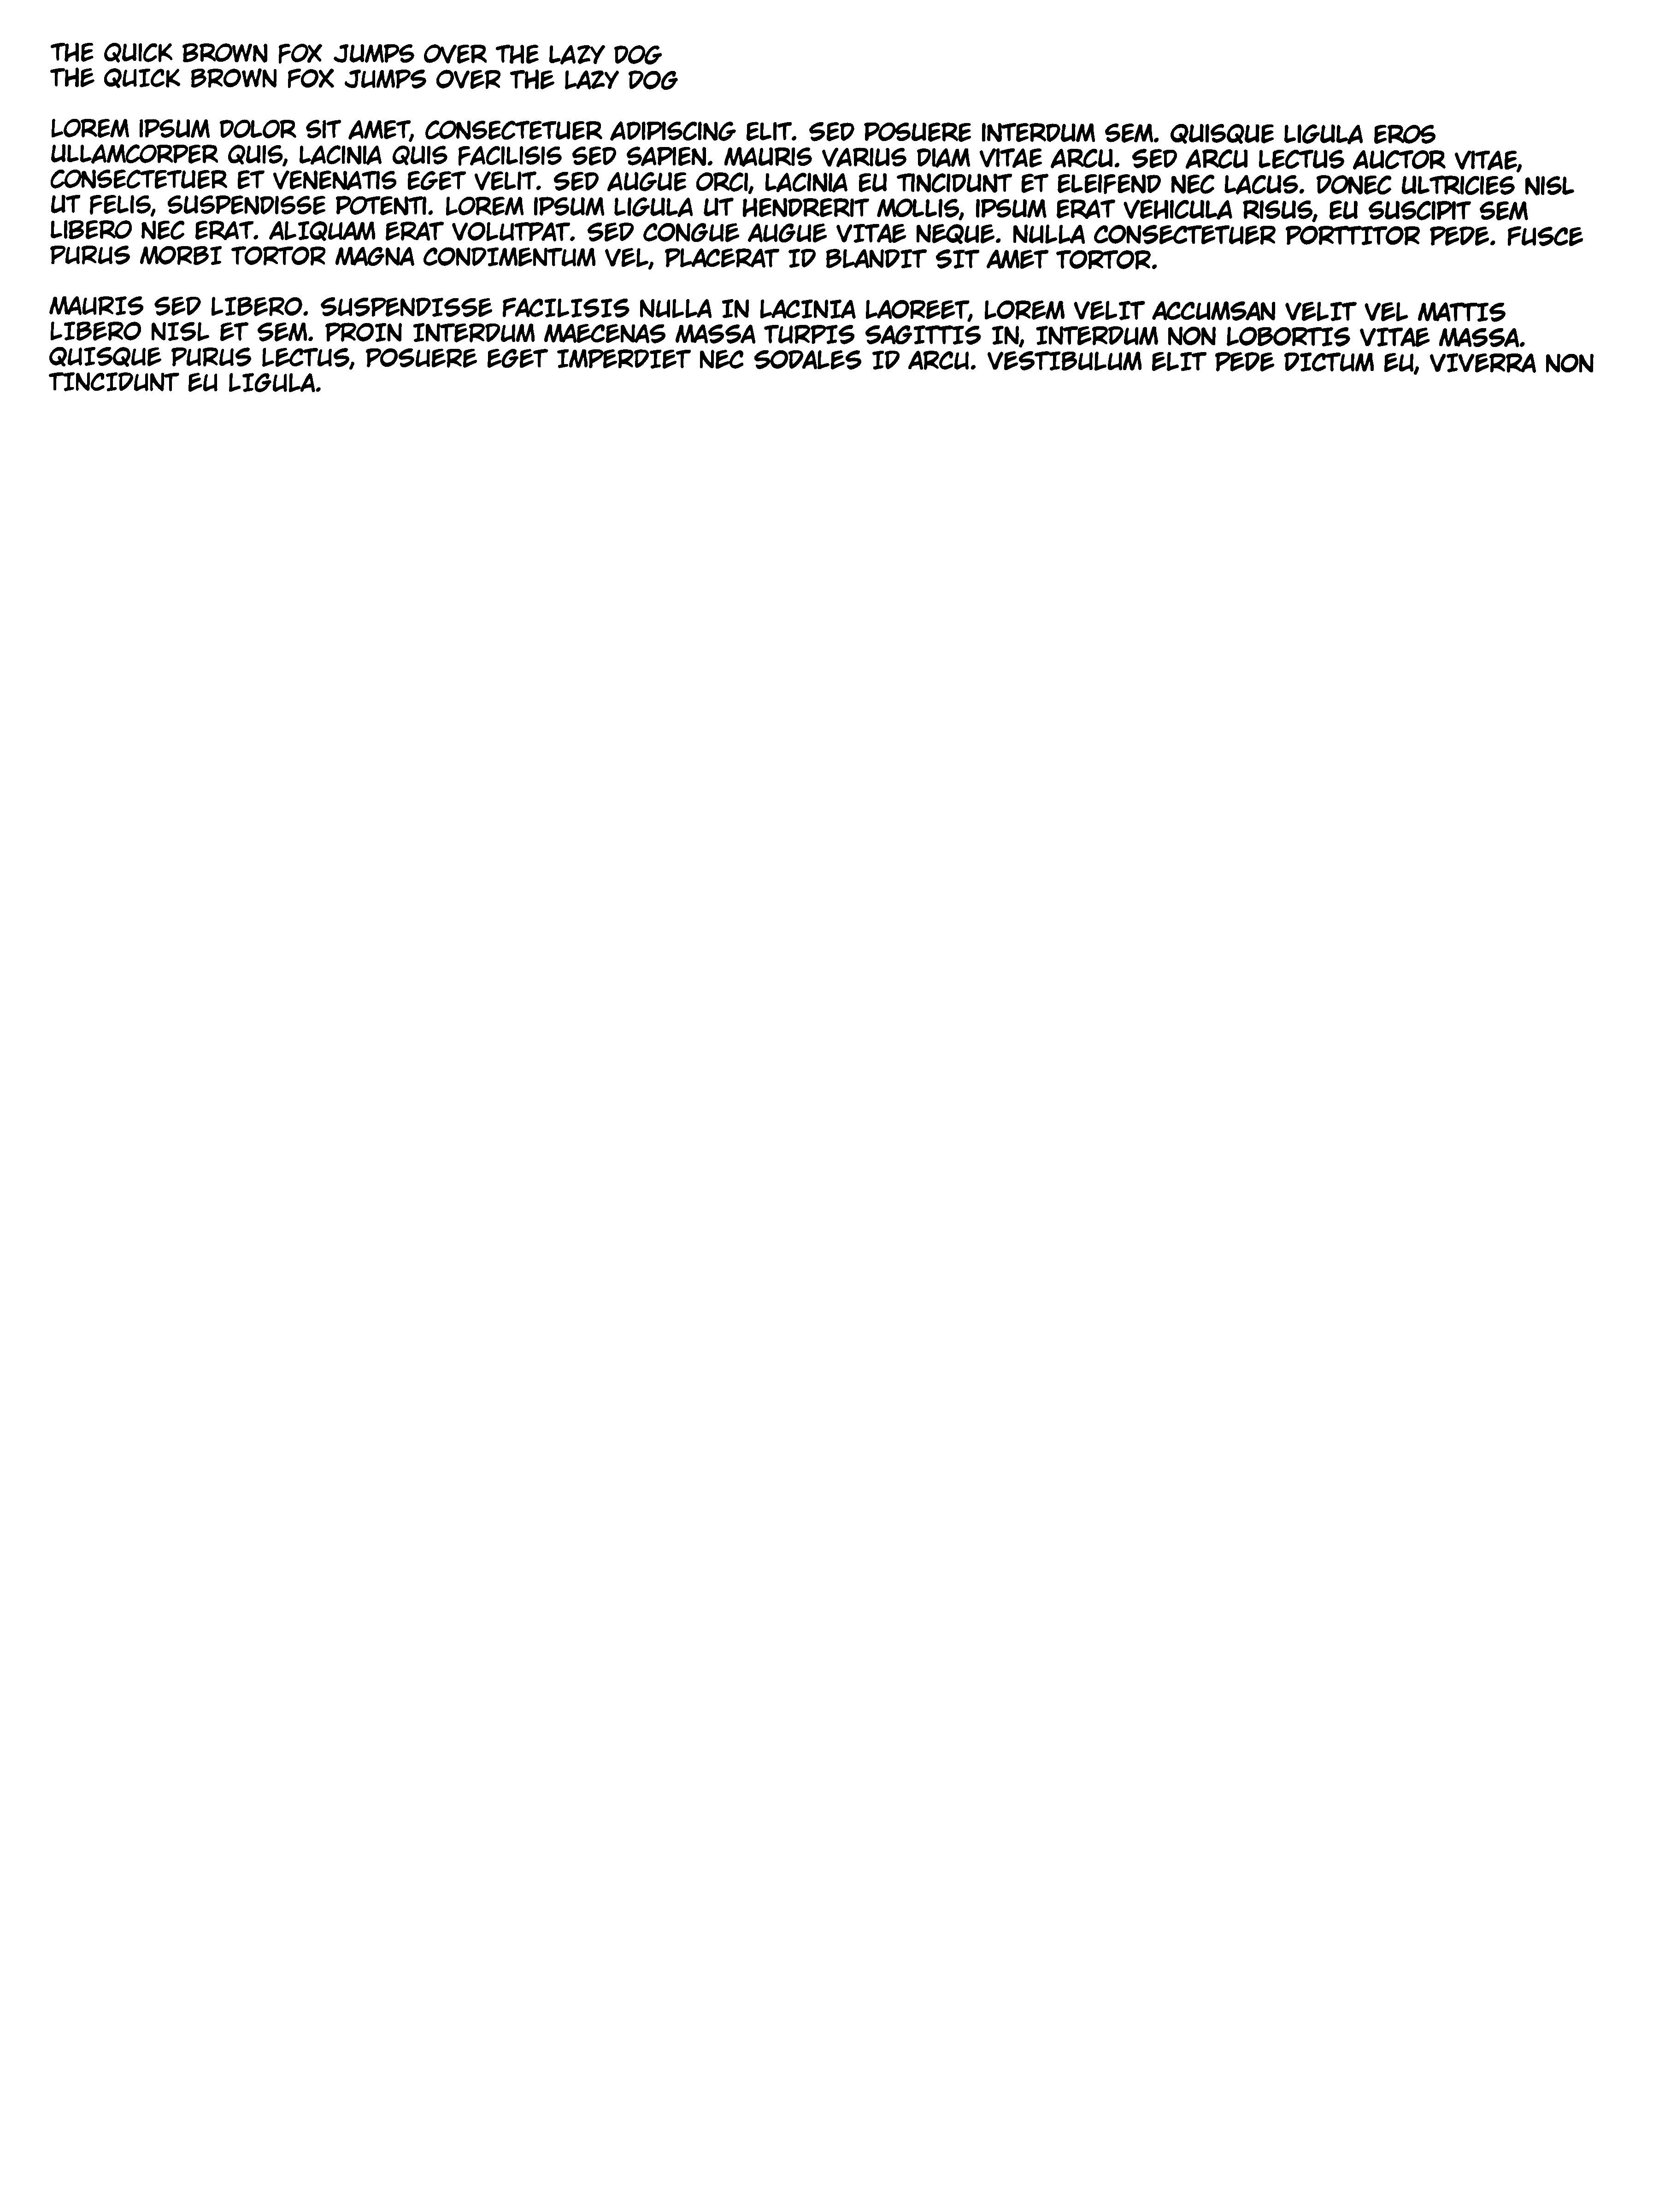 THE QUICK BROWN FOX JUMPS OVER THE LAZY DOG
THE QUICK BROWN FOX JUMPS OVER THE LAZY DOG
LOREM IPSUM DOLOR SIT AMET, CONSECTETUER ADIPISCING ELIT. SED POSUERE INTERDUM SEM. QUISQUE LIGULA EROS
ULLAMCORPER QUIS, LACINIA QUIS FACILISIS SED SAPIEN. MAURIS VARIUS DIAM VITAE ARCU. SED ARCU LECTUS AUCTOR VITAE,
CONSECTETUER ET VENENATIS EGET VELIT. SED AUGUE ORCI, LACINIA EU TINCIDUNT ET ELEIFEND NEC LACUS. DONEC ULTRICIES NISL
UT FELIS, SUSPENDISSE POTENTI. LOREM IPSUM LIGULA UT HENDRERIT MOLLIS, IPSUM ERAT VEHICULA RISUS, EU SUSCIPIT SEM
LIBERO NEC ERAT. ALIQUAM ERAT VOLUTPAT. SED CONGUE AUGUE VITAE NEQUE. NULLA CONSECTETUER PORTTITOR PEDE. FUSCE
PURUS MORBI TORTOR MAGNA CONDIMENTUM VEL, PLACERAT ID BLANDIT SIT AMET TORTOR.
MAURIS SED LIBERO. SUSPENDISSE FACILISIS NULLA IN LACINIA LAOREET, LOREM VELIT ACCUMSAN VELIT VEL MATTIS
LIBERO NISL ET SEM. PROIN INTERDUM MAECENAS MASSA TURPIS SAGITTIS IN, INTERDUM NON LOBORTIS VITAE MASSA.
QUISQUE PURUS LECTUS, POSUERE EGET IMPERDIET NEC SODALES ID ARCU. VESTIBULUM ELIT PEDE DICTUM EU, VIVERRA NON
TINCIDUNT EU LIGULA.